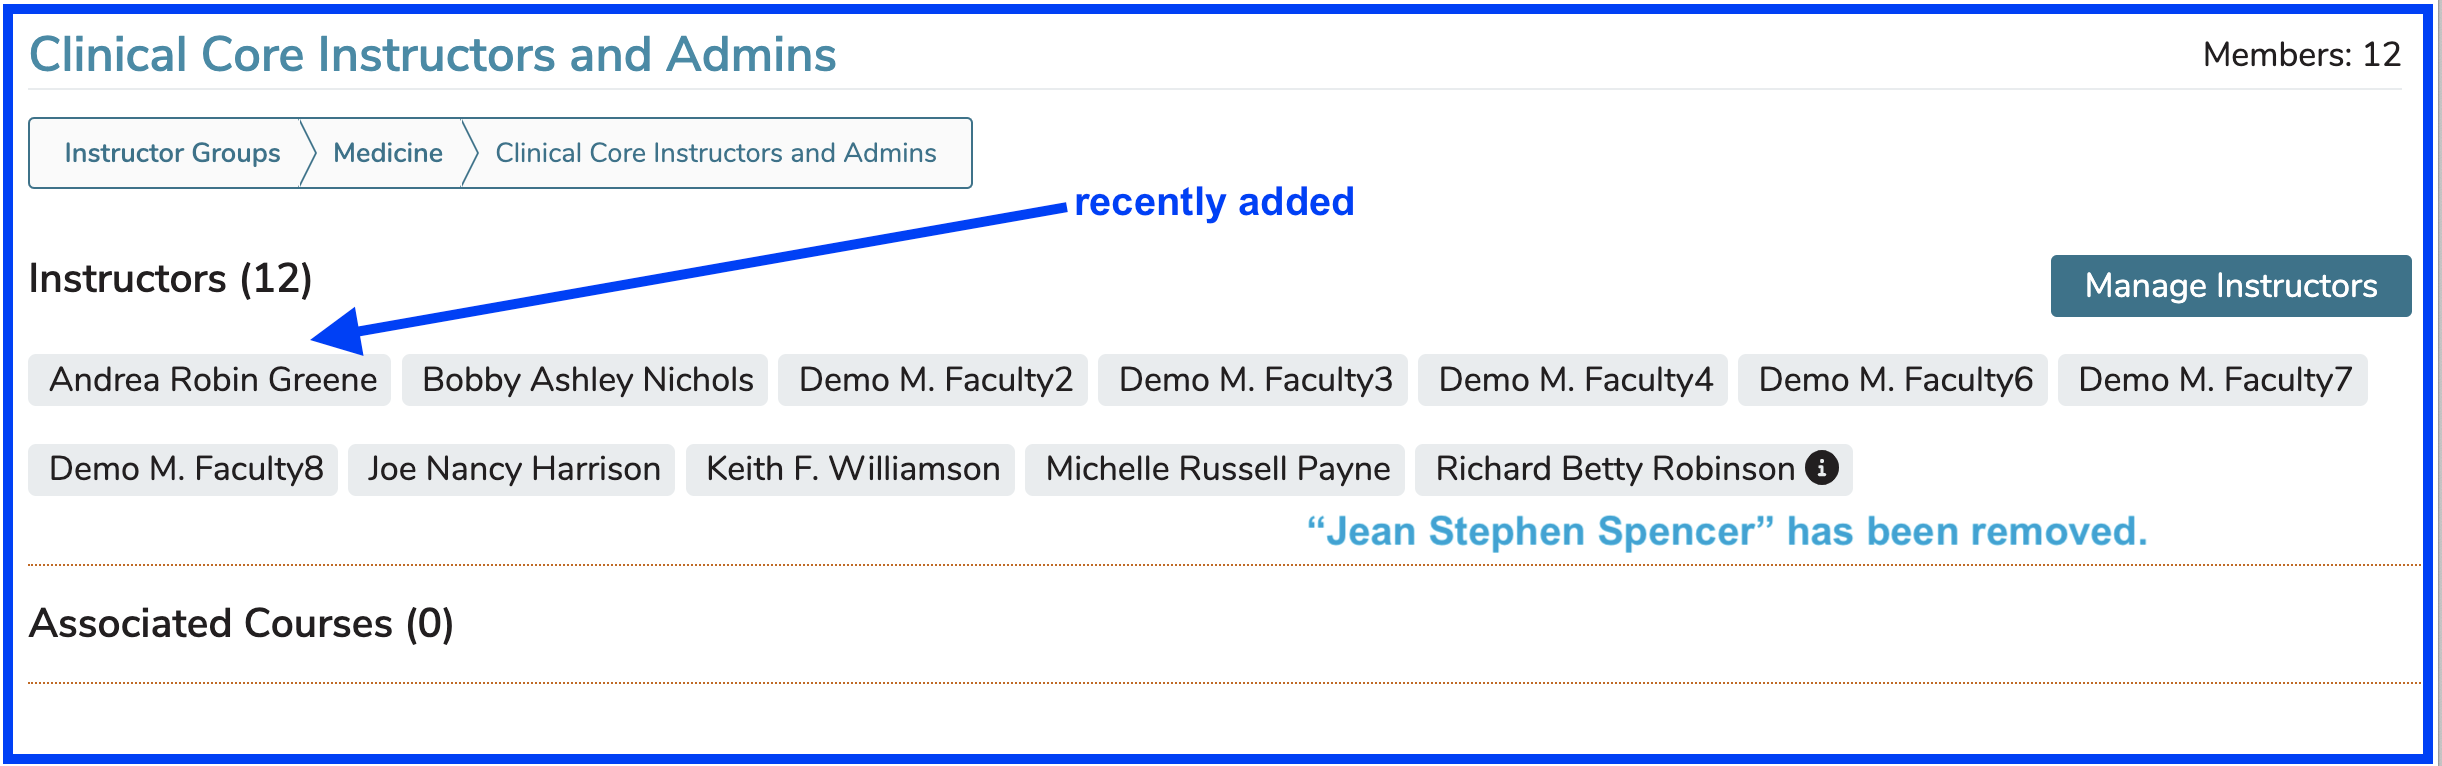 Clinical Core Instructors and Admins
Members: 12
Instructor Groups Medicine Clinical Core Instructors and Admins
recently added
Instructors (12)
Manage Instructors
Andrea Robin Greene Bobby Ashley Nichols Demo M. Faculty2 Demo M. Faculty3 Demo M. Faculty4 Demo M. Faculty6 Demo M. Faculty7
Demo M. Faculty8 Joe Nancy Harrison Keith F. Williamson Michelle Russell Payne Richard Betty Robinson
“Jean Stephen Spencer” has been removed.
Associated Courses (0)